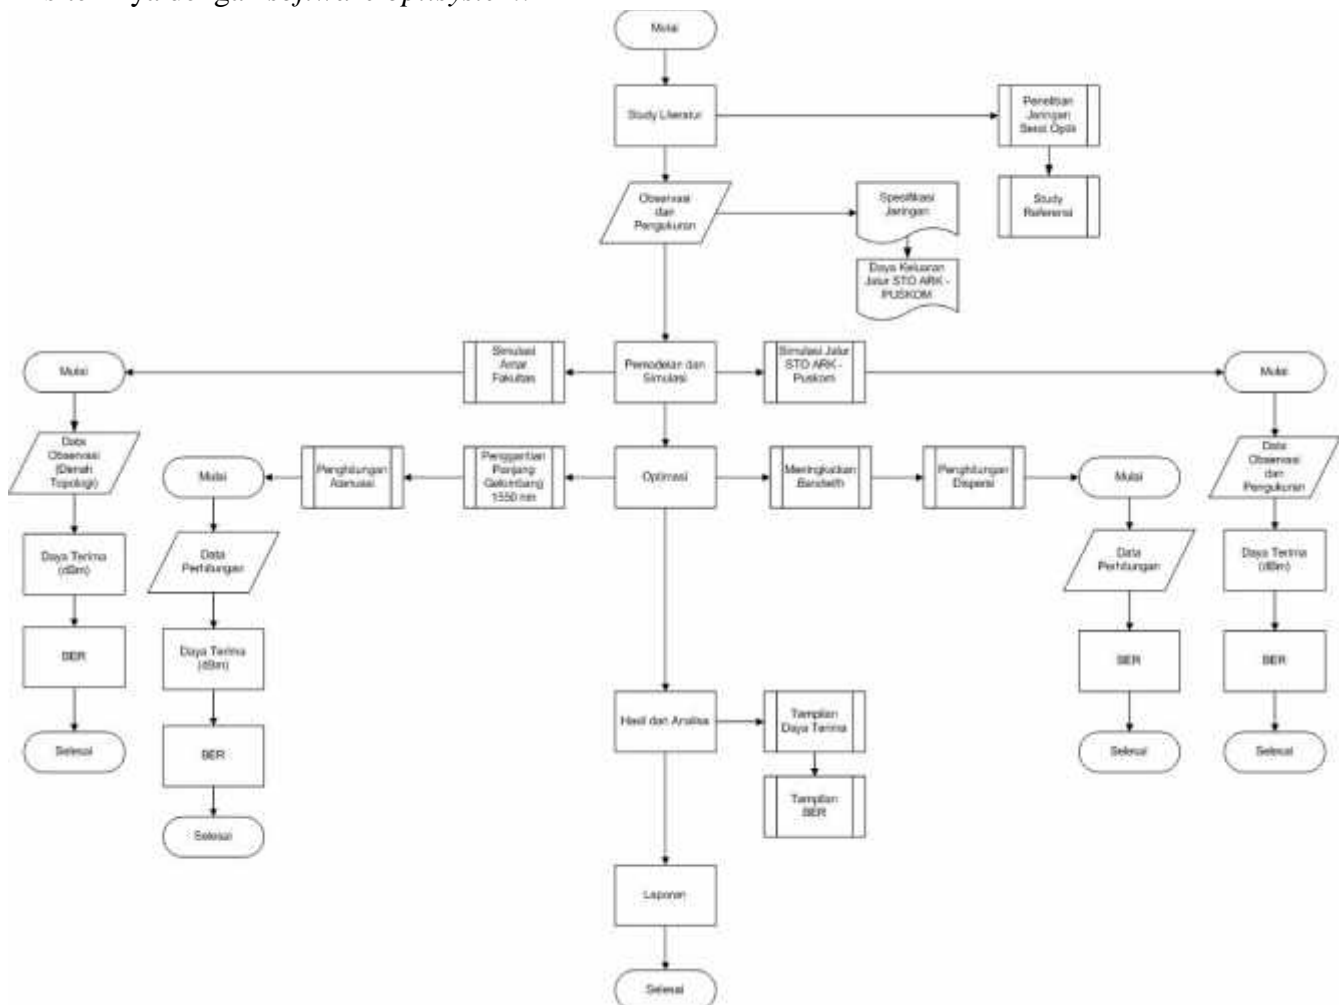 dengan software optisystem.
Mulai
Study Literatur
Penelitian
Jaringan
Serat Optik
Observasi
dan
Pengukuran
Spesifikasi
Jaringan
Study
Referensi
Daya Keluaran
Jalur STO ARK -
PUSKOM
Mulai
Simulasi
Antar
Fakultas
Pemodelan dan
Simulasi
Simulasi Jalur
STO ARK -
Puskom
Mulai
Data
Observasi
(Denah
Topologi)
Mulai
Penghitungan
Atenuasi
Penggantian
Panjang
Gelombang
1550 nm
Optimasi
Meningkatkan
Penghitungan
Dispersi
Mulai
Data
Observasi
dan
Pengukuran
Daya Terima
(dBm)
Data
Perhitungan
Data
Perhitungan
Daya Terima
(dBm)
BER
Daya Terima
(dBm)
BER
BER
Selesai
BER
Hasil dan Analisa
Tampilan
Daya Terima
Selesai
Selesai
Selesai
Tampilan
BER
Laporan
Selesai